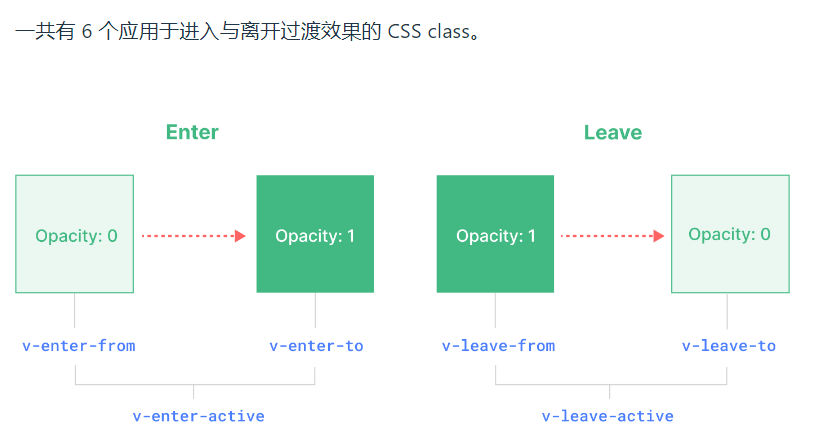 一共有 6 个应用于进入与离开过渡效果的 CSS class。
Enter
Leave
Opacity: 0
Opacity: 1
Opacity: 1
Opacity: 0
v-enter-from
v-enter-to
v-leave-from
v-leave-to
v-enter-active
v-leave-active